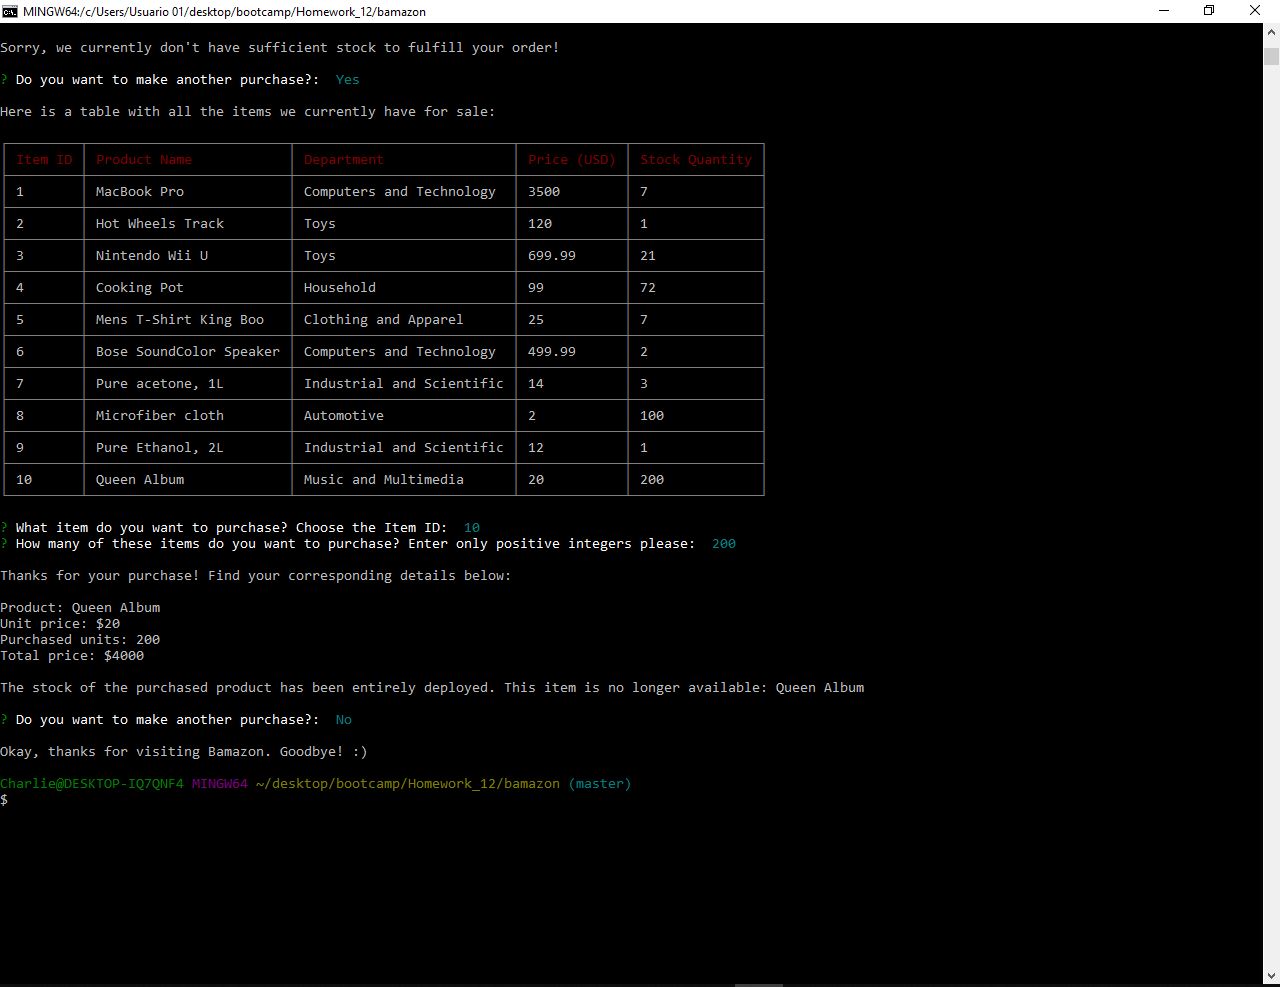 MINGW64:/c/Users/Usuario 01/desktop/bootcamp/Homework_12/bamazon
Sorry, we currently don't have sufficient stock to fulfill your order!
? Do you want to make another purchase?:  Yes
Here is a table with all the items we currently have for sale:
Item ID Product Name Department Price (USD) Stock Quantity
1 MacBook Pro Computers and Technology 3500 7
2 Hot Wheels Track Toys 120 1
3 Nintendo Wii U Toys 699.99 21
4 Cooking Pot Household 99 72
5 Mens T-Shirt King Boo Clothing and Apparel 25 7
6 Bose SoundColor Speaker Computers and Technology 499.99 2
7 Pure acetone, 1L Industrial and Scientific 14 3
8 Microfiber cloth Automotive 2 100
9 Pure Ethanol, 2L Industrial and Scientific 12 1
10 Queen Album Music and Multimedia 20 200
? What item do you want to purchase? Choose the Item ID:  10
? How many of these items do you want to purchase? Enter only positive integers please:  200
Thanks for your purchase! Find your corresponding details below:
Product: Queen Album
Unit price: $20
Purchased units: 200
Total price: $4000
The stock of the purchased product has been entirely deployed. This item is no longer available: Queen Album
? Do you want to make another purchase?:  No
Okay, thanks for visiting Bamazon. Goodbye! :)
Charlie@DESKTOP-IQ7QNF4 MINGW64 ~/desktop/bootcamp/Homework_12/bamazon (master)
$